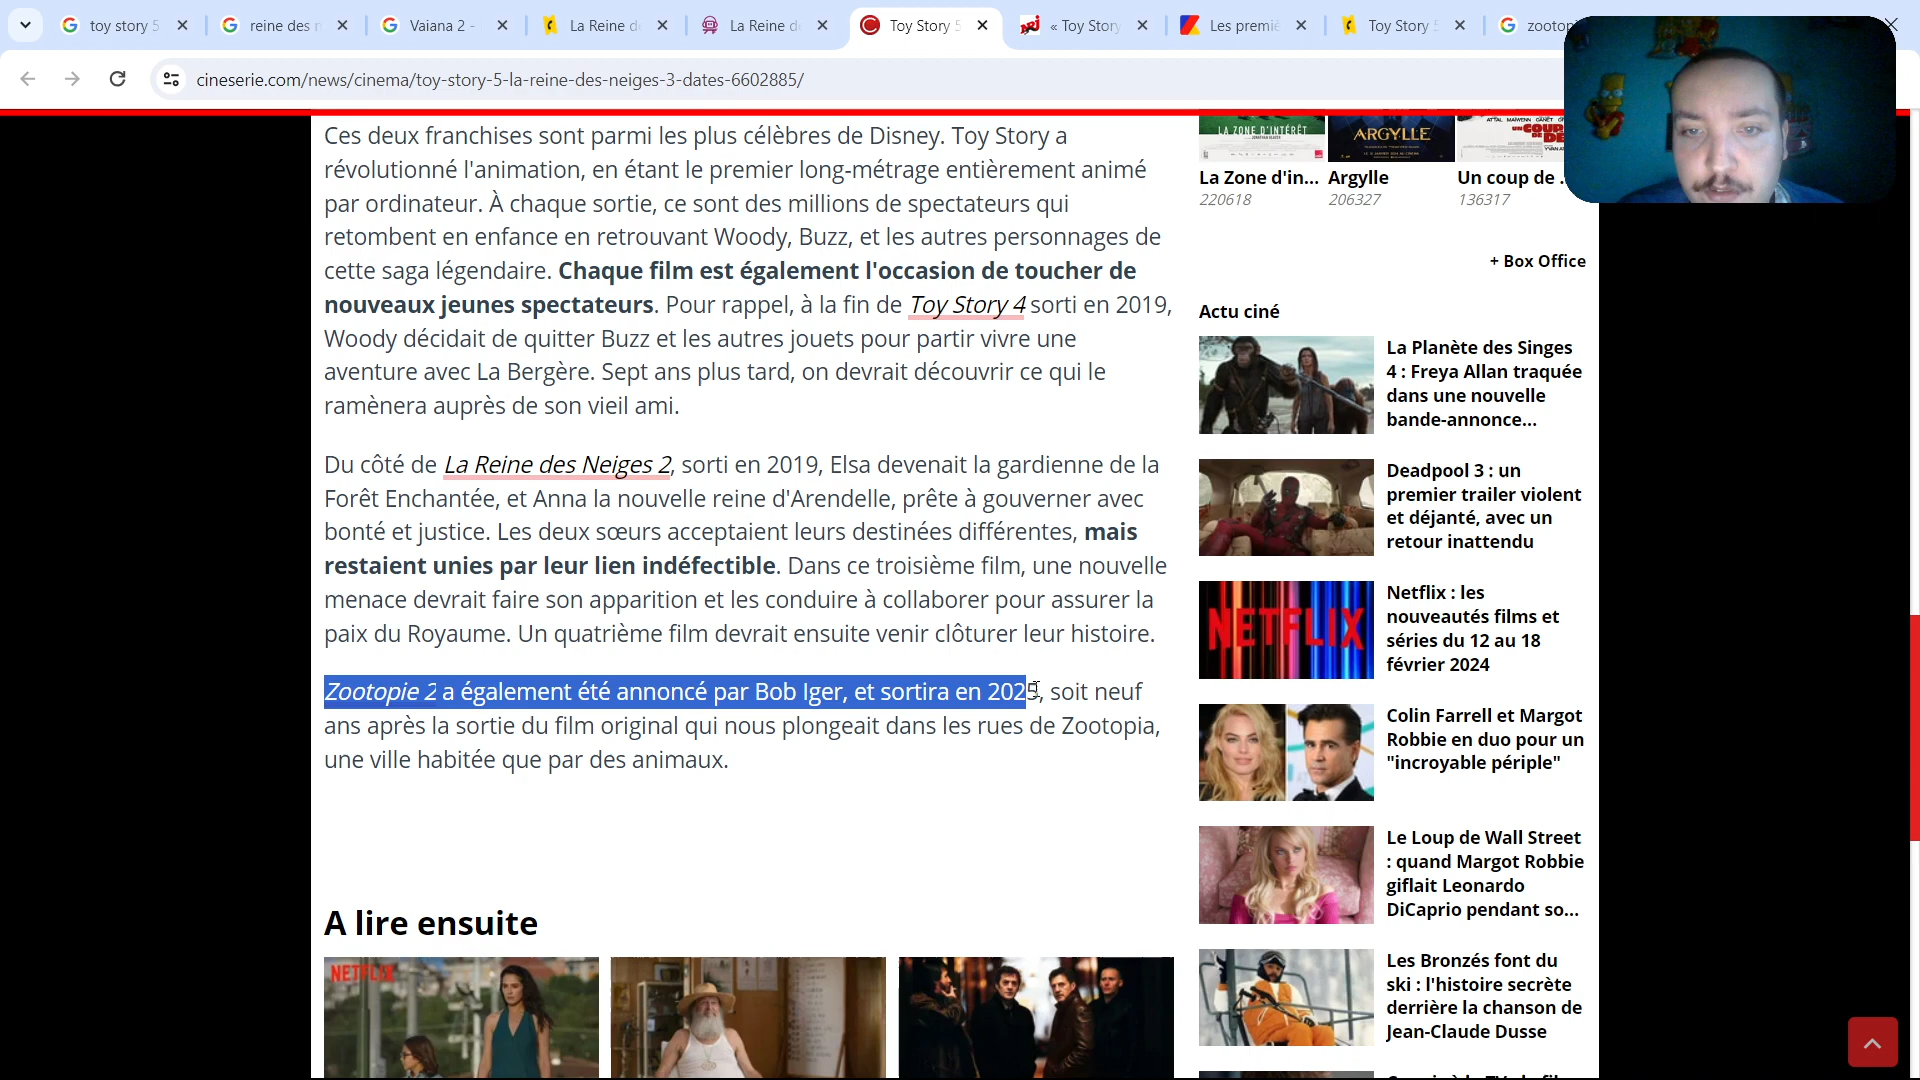 toy story 5
reine des n
Vaiana 2 -
La Reine de
La Reine de
Toy Story 5
« Toy Story
Les premiè
Toy Story 5
zootopi
cineserie.com/news/cinema/toy-story-5-la-reine-des-neiges-3-dates-6602885/
Ces deux franchises sont parmi les plus célèbres de Disney. Toy Story a
révolutionné l'animation, en étant le premier long-métrage entièrement animé
par ordinateur. À chaque sortie, ce sont des millions de spectateurs qui
retombent en enfance en retrouvant Woody, Buzz, et les autres personnages de
cette saga légendaire. Chaque film est également l'occasion de toucher de
nouveaux jeunes spectateurs. Pour rappel, à la fin de Toy Story 4 sorti en 2019,
Woody décidait de quitter Buzz et les autres jouets pour partir vivre une
aventure avec La Bergère. Sept ans plus tard, on devrait découvrir ce qui le
ramènera auprès de son vieil ami.
Du côté de La Reine des Neiges 2, sorti en 2019, Elsa devenait la gardienne de la
Forêt Enchantée, et Anna la nouvelle reine d'Arendelle, prête à gouverner avec
bonté et justice. Les deux sœurs acceptaient leurs destinées différentes, mais
restaient unies par leur lien indéfectible. Dans ce troisième film, une nouvelle
menace devrait faire son apparition et les conduire à collaborer pour assurer la
paix du Royaume. Un quatrième film devrait ensuite venir clôturer leur histoire.
Zootopie 2 a également été annoncé par Bob Iger, et sortira en 2025, soit neuf
ans après la sortie du film original qui nous plongeait dans les rues de Zootopia,
une ville habitée que par des animaux.
A lire ensuite
NETFLIX
LA ZONE D'INTÉRÊT
ARGYLLE
La Zone d'in...
Argylle
Un coup de ...
220618
206327
136317
+ Box Office
Actu ciné
La Planète des Singes
4 : Freya Allan traquée
dans une nouvelle
bande-annonce...
Deadpool 3 : un
premier trailer violent
et déjanté, avec un
retour inattendu
NETFLIX
Netflix : les
nouveautés films et
séries du 12 au 18
février 2024
Colin Farrell et Margot
Robbie en duo pour un
"incroyable périple"
Le Loup de Wall Street
: quand Margot Robbie
giflait Leonardo
DiCaprio pendant so...
Les Bronzés font du
ski : l'histoire secrète
derrière la chanson de
Jean-Claude Dusse